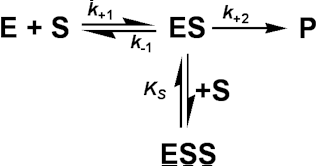 k+1 k+2
E + S ES P
k-1
KS +S
ESS